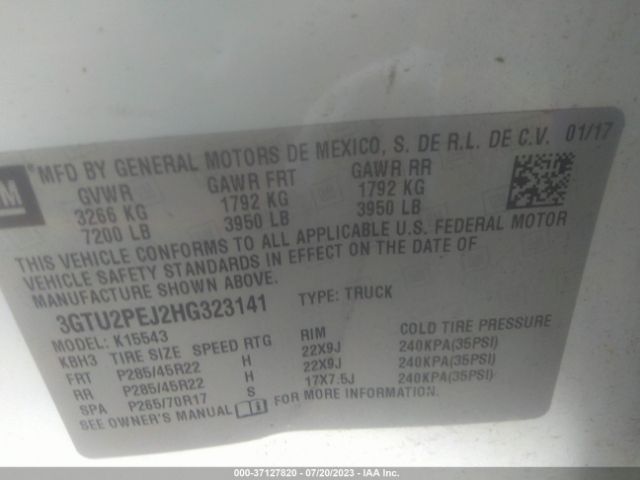 GM
MFD BY GENERAL MOTORS DE MEXICO, S. DE R.L. DE C.V. 01/17
GVWR GAWR FRT GAWR RR
3266 KG 1792 KG 1792 KG
7200 LB 3950 LB 3950 LB
THIS VEHICLE CONFORMS TO ALL APPLICABLE U.S. FEDERAL MOTOR
VEHICLE SAFETY STANDARDS IN EFFECT ON THE DATE OF
MANUFACTURE SHOWN ABOVE.
3GTU2PEJ2HG323141 TYPE: TRUCK
MODEL: K15543
KBH3 TIRE SIZE SPEED RTG RIM COLD TIRE PRESSURE
FRT P285/45R22 H 22X9J 240KPA(35PSI)
RR P285/45R22 H 22X9J 240KPA(35PSI)
SPA P265/70R17 S 17X7.5J 240KPA(35PSI)
SEE OWNER'S MANUAL FOR MORE INFORMATION.
000-37127820 - 07/20/2023 - IAA Inc.